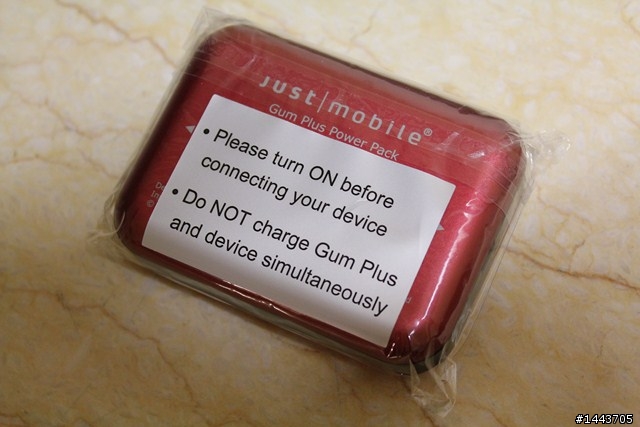 just|mobile®
Gum Plus Power Pack
• Please turn ON before
connecting your device
• Do NOT charge Gum Plus
and device simultaneously
#1443705